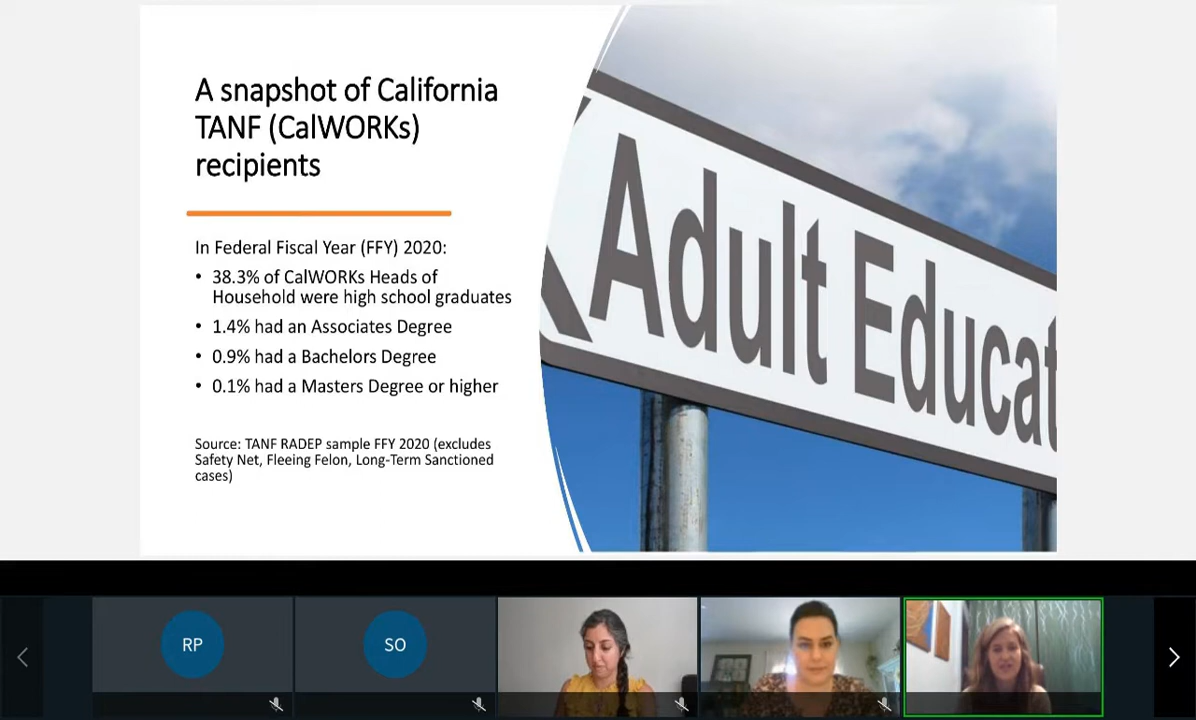 A snapshot of California
TANF (CalWORKs)
recipients
In Federal Fiscal Year (FFY) 2020:
• 38.3% of CalWORKs Heads of
Household were high school graduates
• 1.4% had an Associates Degree
• 0.9% had a Bachelors Degree
• 0.1% had a Masters Degree or higher
Source: TANF RADEP sample FFY 2020 (excludes
Safety Net, Fleeing Felon, Long-Term Sanctioned
cases)
Adult Educat
RP
SO